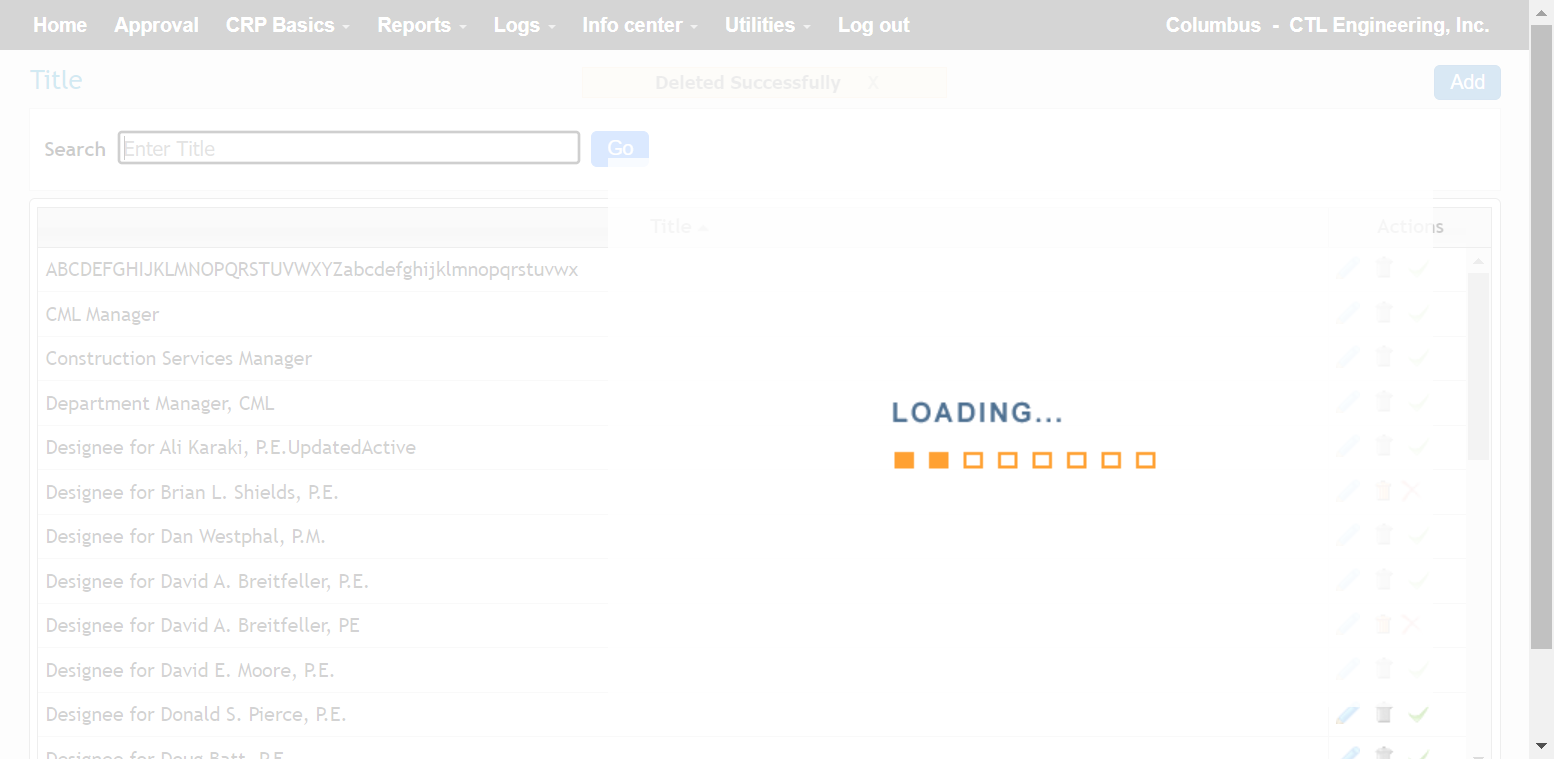 Home Approval CRP Basics Reports Logs Info center Utilities Log out Columbus - CTL Engineering, Inc.
Title Deleted Successfully X Add
Search Enter Title Go
Title Actions
ABCDEFGHIJKLMNOPQRSTUVWXYZabcdefghijklmnopqrstuvwx
CML Manager
Construction Services Manager
Department Manager, CML
LOADING...
Designee for Ali Karaki, P.E.UpdatedActive
Designee for Brian L. Shields, P.E.
Designee for Dan Westphal, P.M.
Designee for David A. Breitfeller, P.E.
Designee for David A. Breitfeller, PE
Designee for David E. Moore, P.E.
Designee for Donald S. Pierce, P.E.
Designee for Doug Batt, P.E.